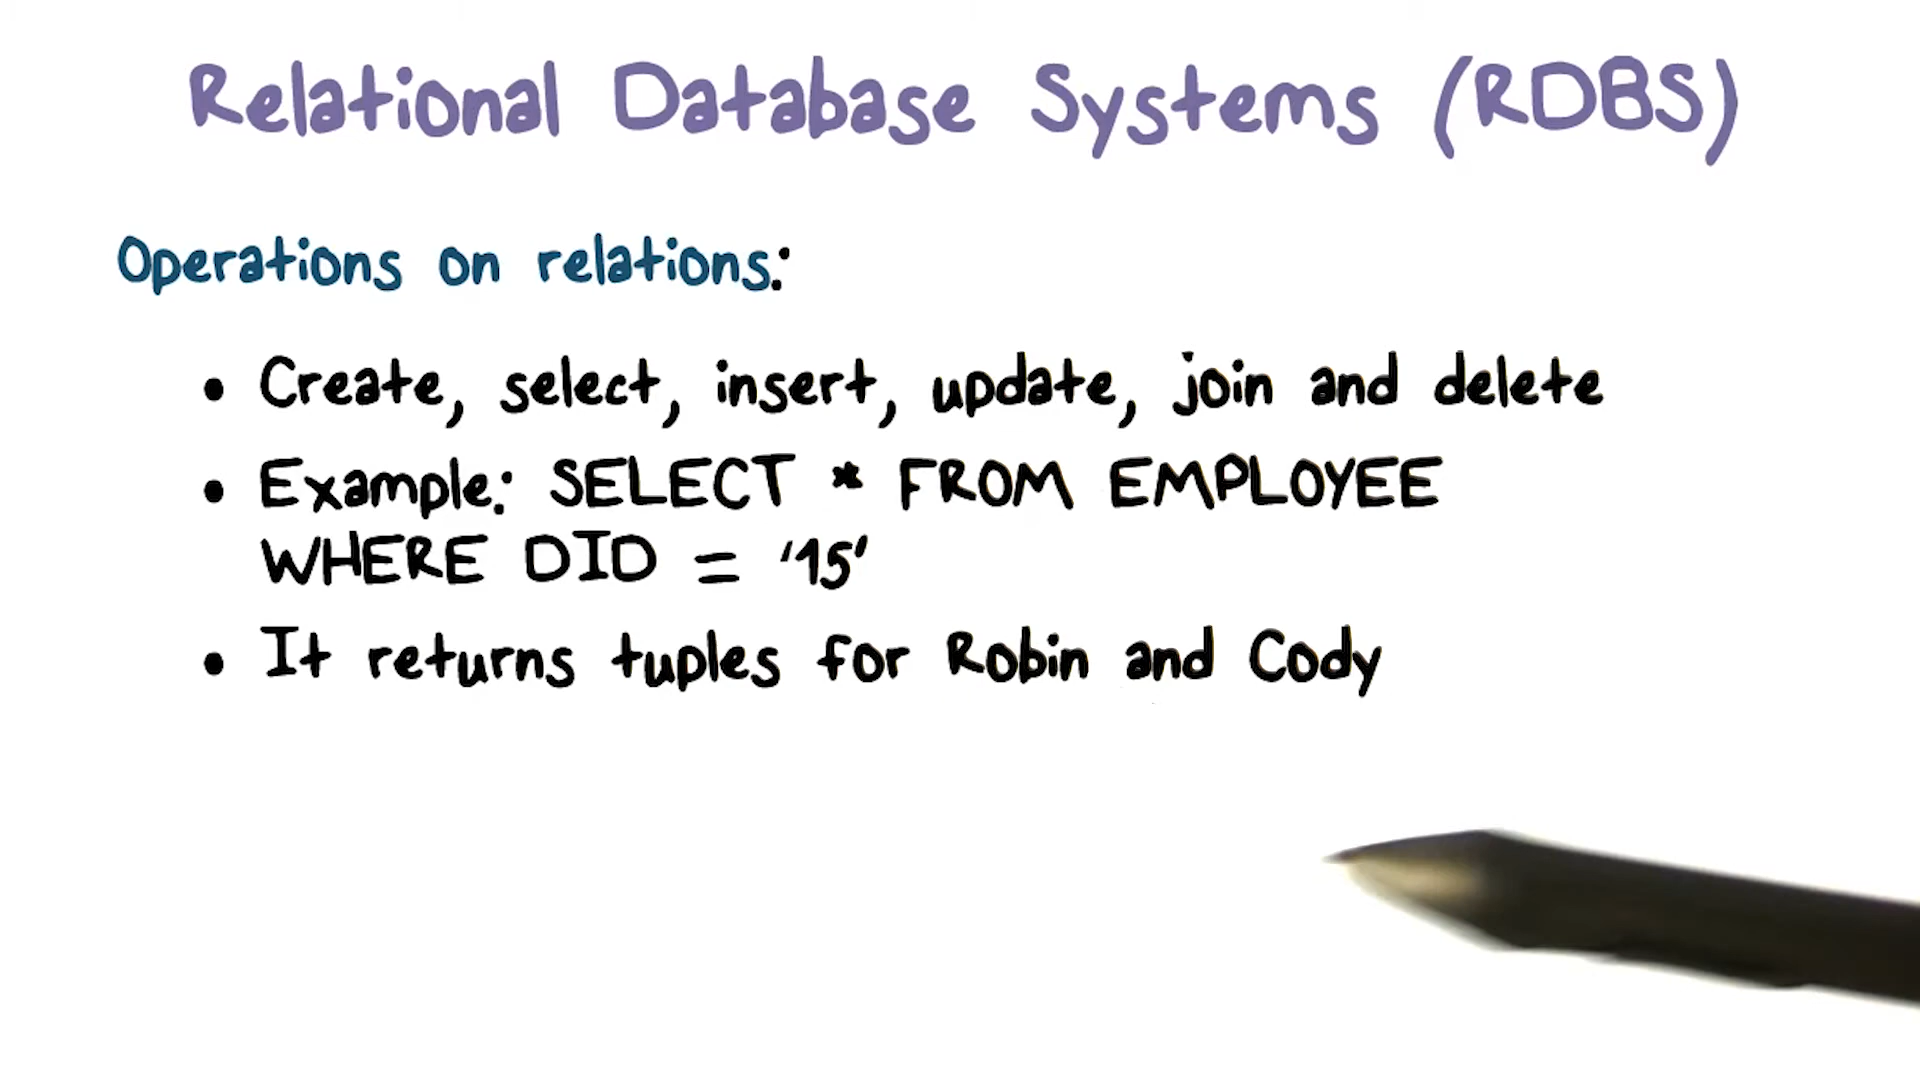 Relational Database Systems (RDBS)
Operations on relations:
• Create, select, insert, update, join and delete
• Example: SELECT * FROM EMPLOYEE
WHERE DID = '15'
• It returns tuples for Robin and Cody